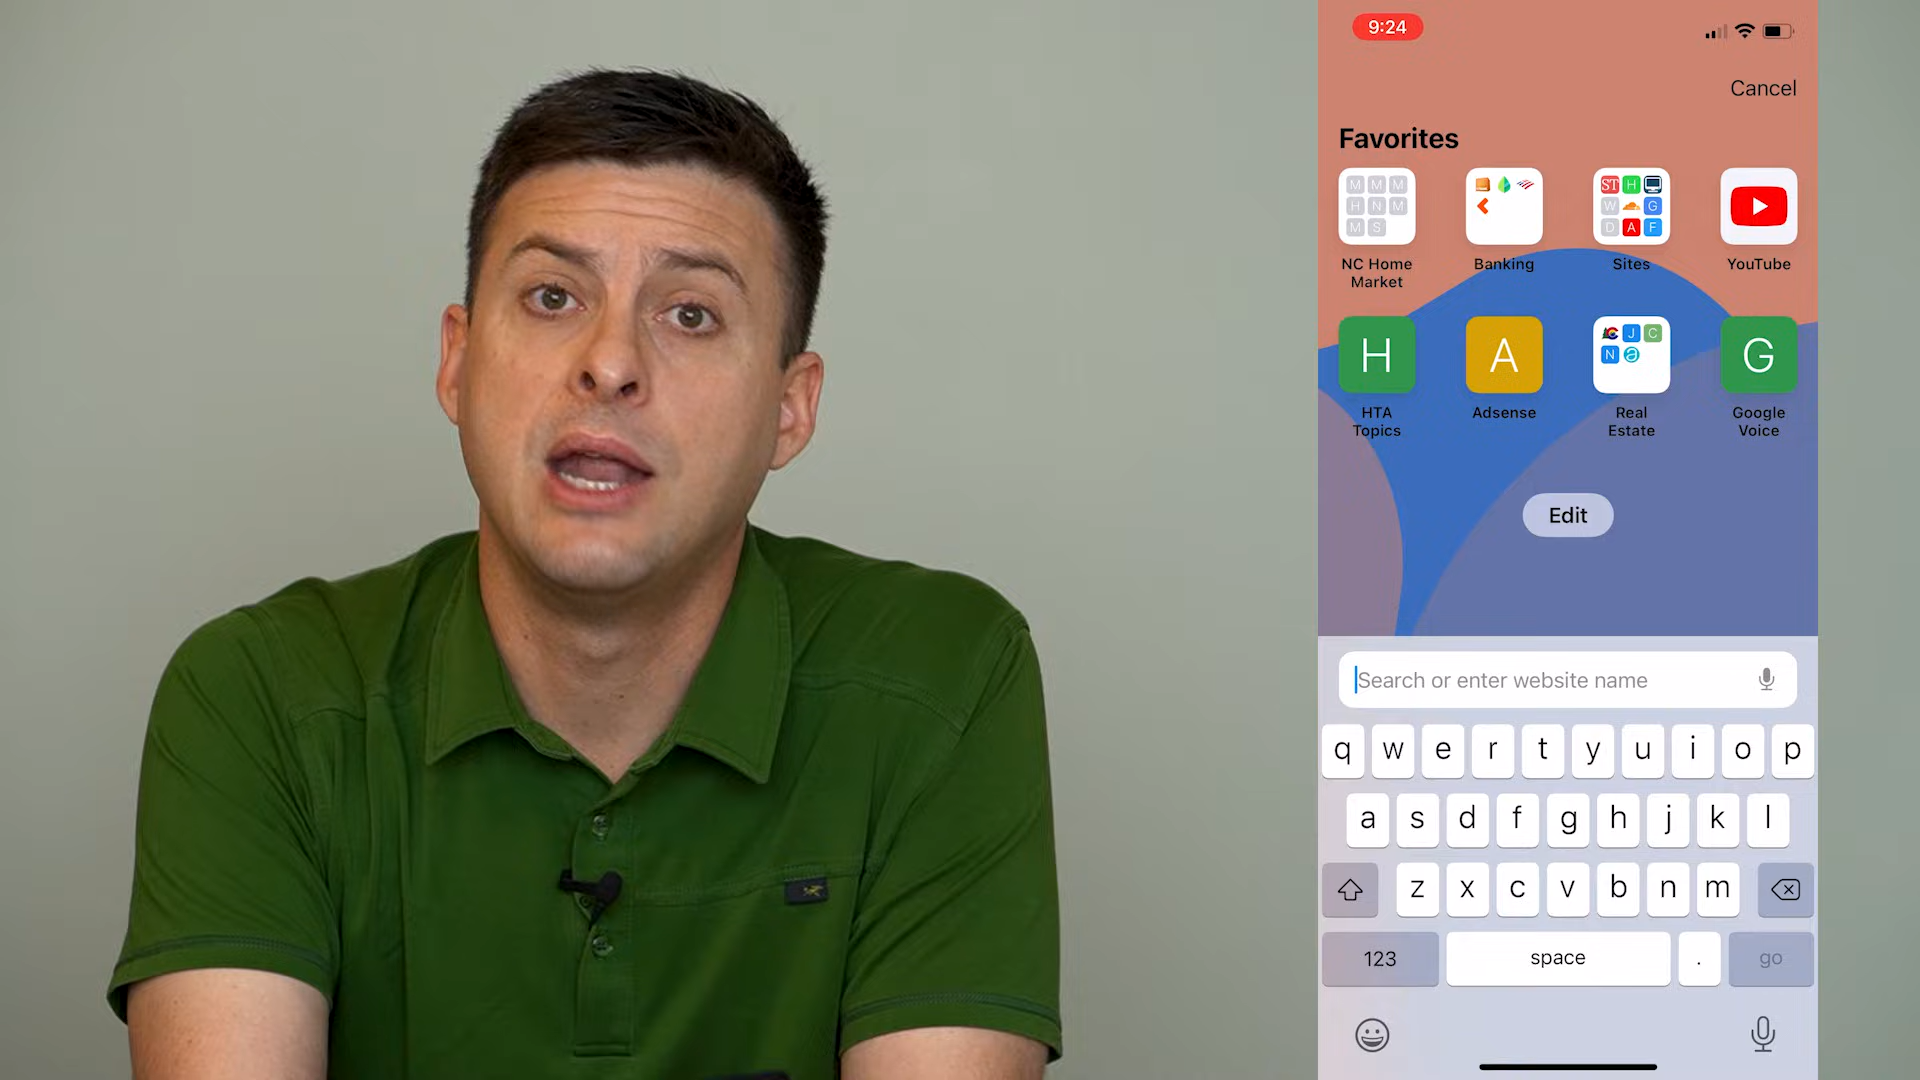 9:24
Cancel
Favorites
M M M
H N M
M S
ST H
W G
D A F
NC Home
Market
Banking
Sites
YouTube
H
A
J C
N a
G
HTA
Topics
Adsense
Real
Estate
Google
Voice
Edit
Search or enter website name
q w e r t y u i o p
a s d f g h j k l
z x c v b n m
123
space
.
go